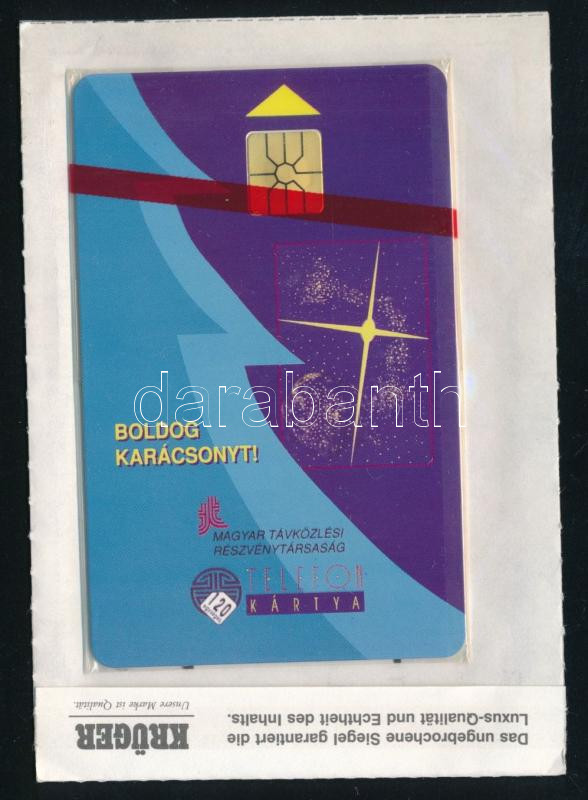 BOLDOG
KARÁCSONYT!
MAGYAR TÁVKÖZLÉSI
RÉSZVÉNYTÁRSASÁG
TELEFON
KÁRTYA
120
egység
darabanth
Das ungebrochene Siegel garantiert die
Luxus-Qualität und Echtheit des Inhalts.
KRÜGER
Unsere Marke ist Qualität.